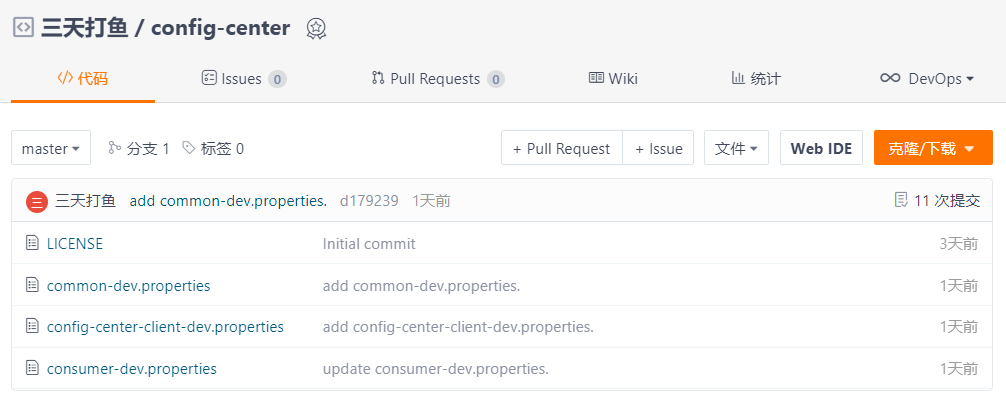 三天打鱼 / config-center
代码 Issues 0 Pull Requests 0 Wiki 统计 DevOps
master 分支 1 标签 0 + Pull Request + Issue 文件 Web IDE 克隆/下载
三 三天打鱼 add common-dev.properties. d179239 1天前 11 次提交
LICENSE Initial commit 3天前
common-dev.properties add common-dev.properties. 1天前
config-center-client-dev.properties add config-center-client-dev.properties. 1天前
consumer-dev.properties update consumer-dev.properties. 1天前